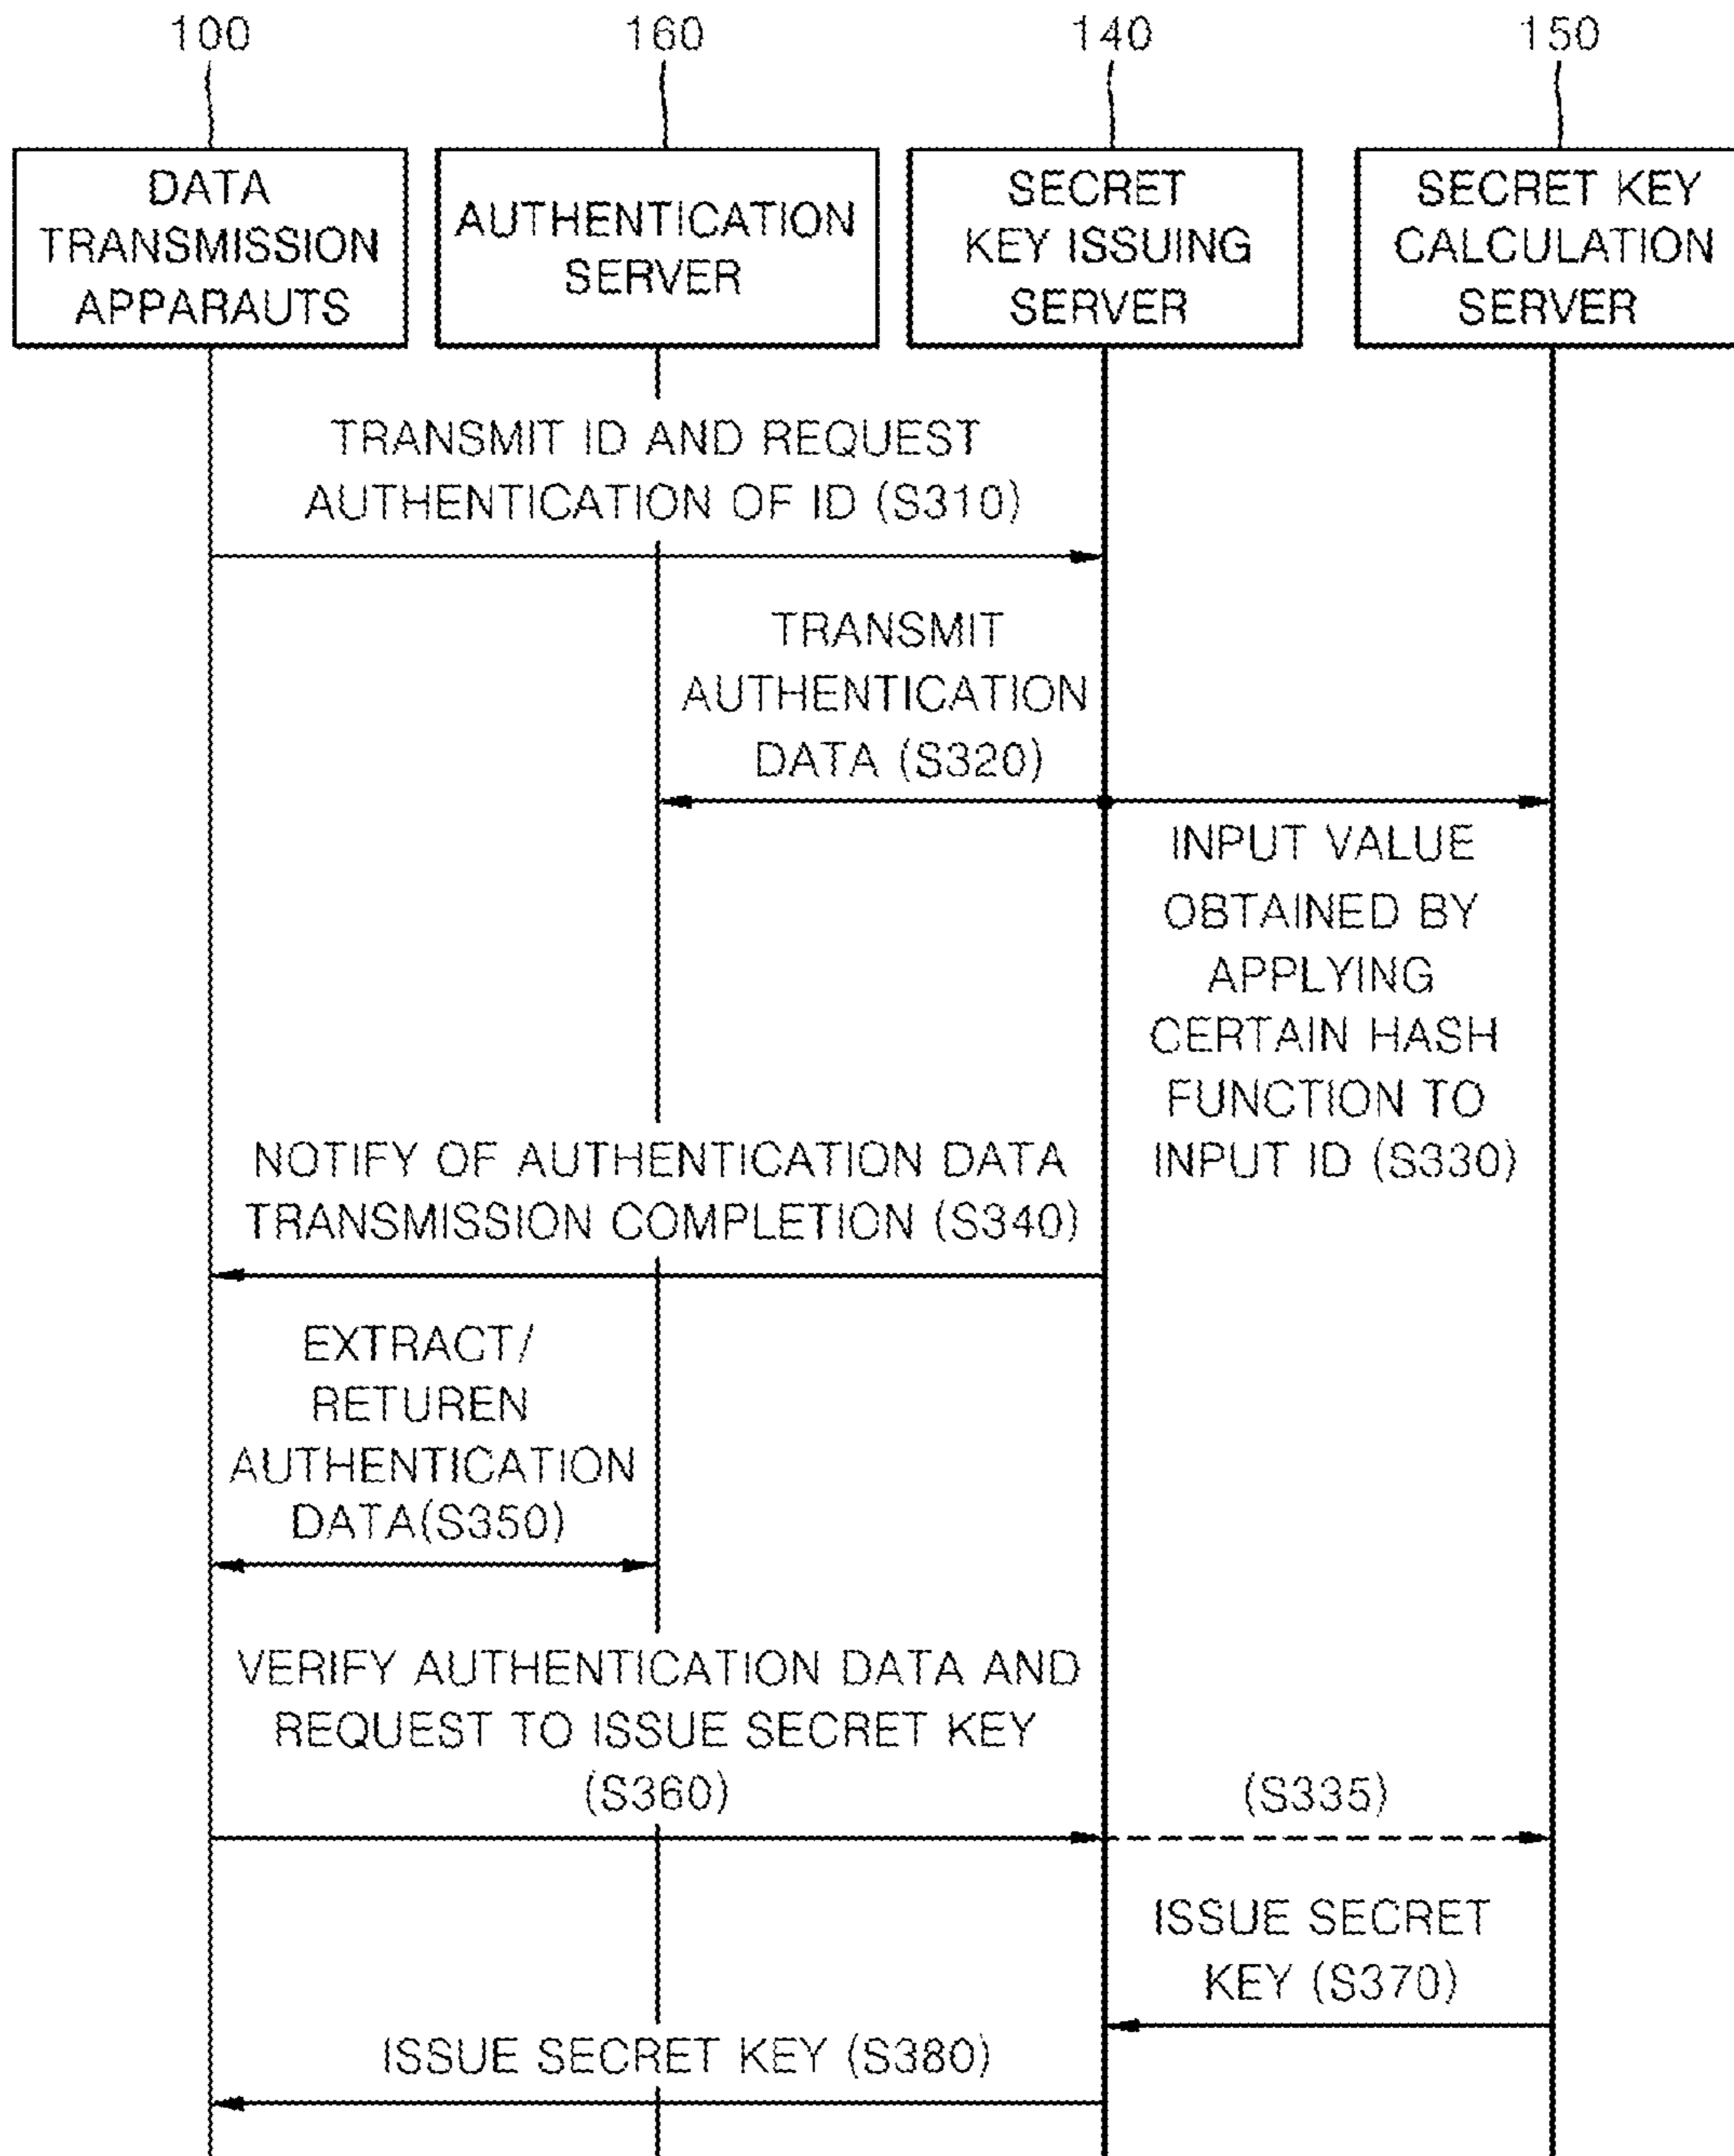 100
160
140
150
DATA
TRANSMISSION
APPARAUTS
AUTHENTICATION
SERVER
SECRET
KEY ISSUING
SERVER
SECRET KEY
CALCULATION
SERVER
TRANSMIT ID AND REQUEST
AUTHENTICATION OF ID (S310)
TRANSMIT
AUTHENTICATION
DATA (S320)
INPUT VALUE
OBTAINED BY
APPLYING
CERTAIN HASH
FUNCTION TO
INPUT ID (S330)
NOTIFY OF AUTHENTICATION DATA
TRANSMISSION COMPLETION (S340)
EXTRACT/
RETUREN
AUTHENTICATION
DATA(S350)
VERIFY AUTHENTICATION DATA AND
REQUEST TO ISSUE SECRET KEY
(S360)
(S335)
ISSUE SECRET
KEY (S370)
ISSUE SECRET KEY (S380)